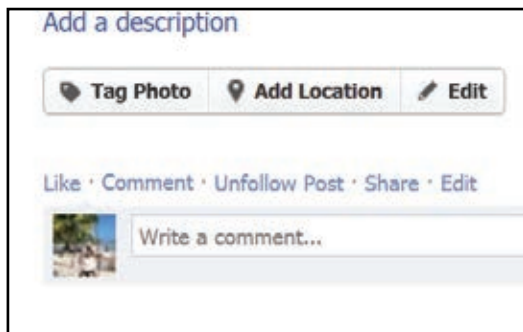 Add a description
Tag Photo Add Location Edit
Like · Comment · Unfollow Post · Share · Edit
Write a comment...